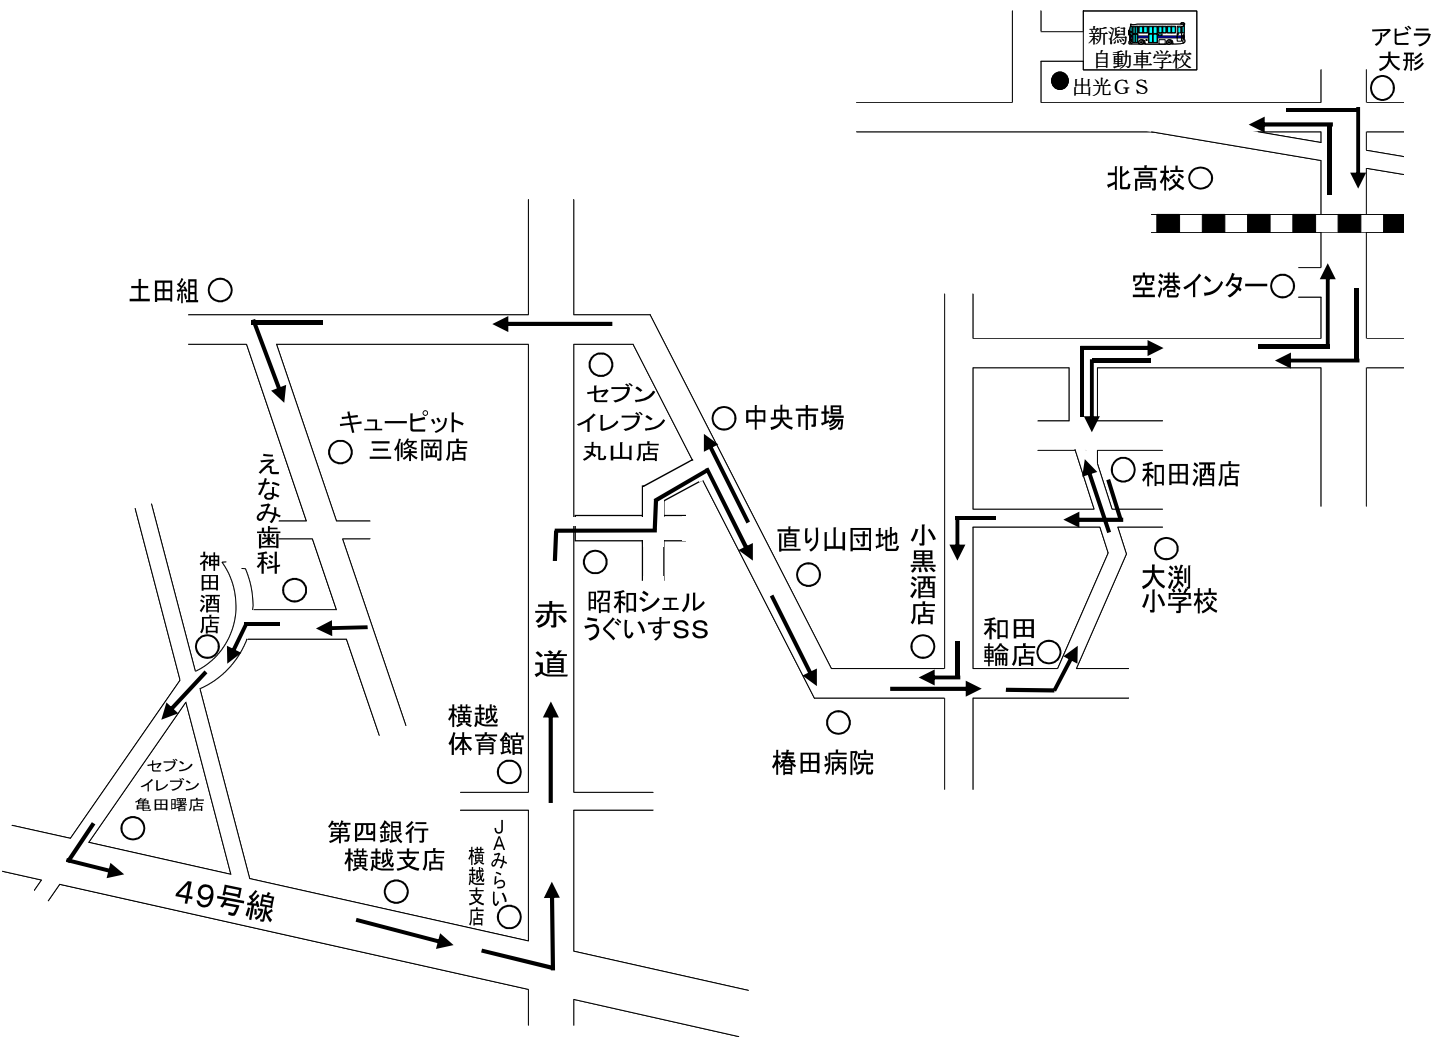 新潟
自動車学校
出光ＧＳ
アビラ
大形
北高校
空港インター
土田組
セブン
イレブン
丸山店
中央市場
キューピット
三條岡店
えなみ歯科
和田酒店
直り山団地
小黒酒店
大渕
小学校
神田酒店
昭和シェル
うぐいすSS
赤道
和田
輪店
横越
体育館
椿田病院
セブン
イレブン
亀田曙店
第四銀行
横越支店
ＪＡみらい
横越支店
49号線